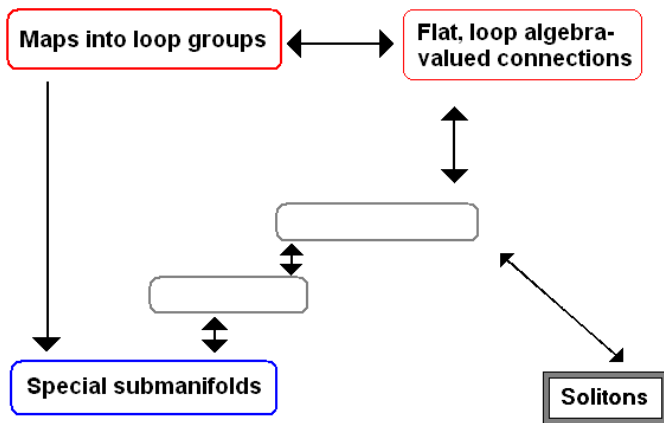 Maps into loop groups
Flat, loop algebra-
valued connections
Special submanifolds
Solitons